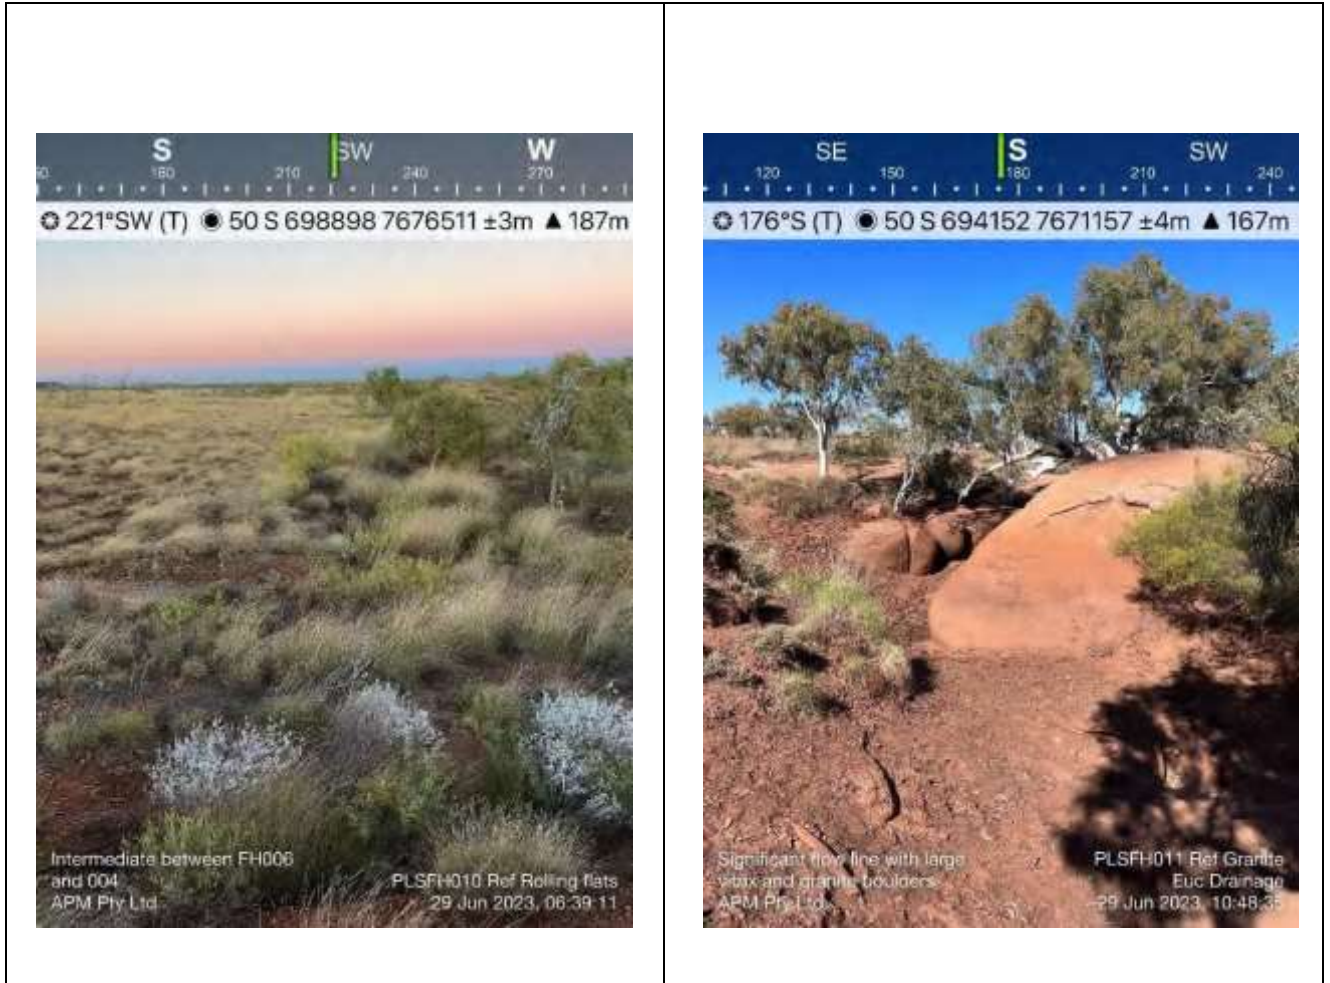 S SW W
180 210 240 270
221°SW (T) 50 S 698898 7676511 ±3m ▲ 187m
Intermediate between FH006
and 004
APM Pty Ltd
PLSFH010 Ref Rolling flats
29 Jun 2023, 06:39:11
SE S SW
120 150 180 210 240
176°S (T) 50 S 694152 7671157 ±4m ▲ 167m
Significant flow line with large
and granite boulders
APM Pty Ltd
PLSFH011 Ref Granite
Euc Drainage
29 Jun 2023, 10:48:35